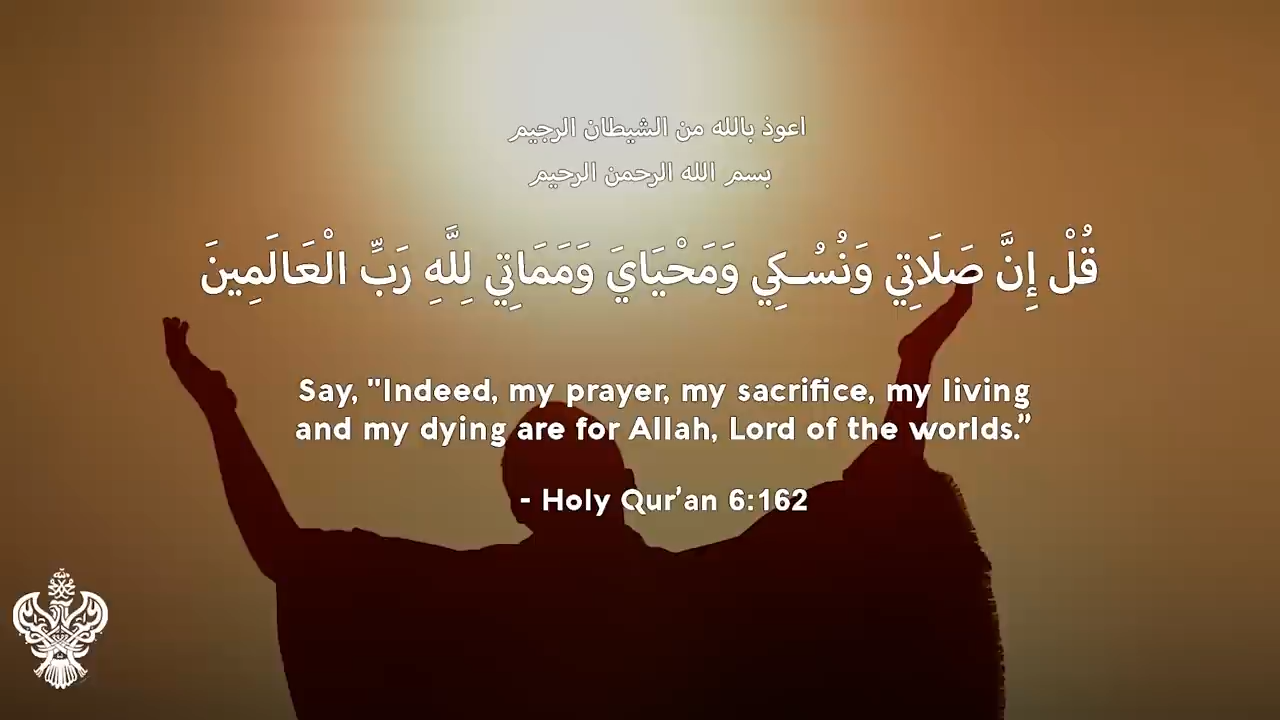 اعوذ بالله من الشيطان الرجيم
بسم الله الرحمن الرحيم
قُلْ إِنَّ صَلَاتِي وَنُسُكِي وَمَحْيَايَ وَمَمَاتِي لِلَّهِ رَبِّ الْعَالَمِينَ
Say, "Indeed, my prayer, my sacrifice, my living
and my dying are for Allah, Lord of the worlds.”
- Holy Qur’an 6:162